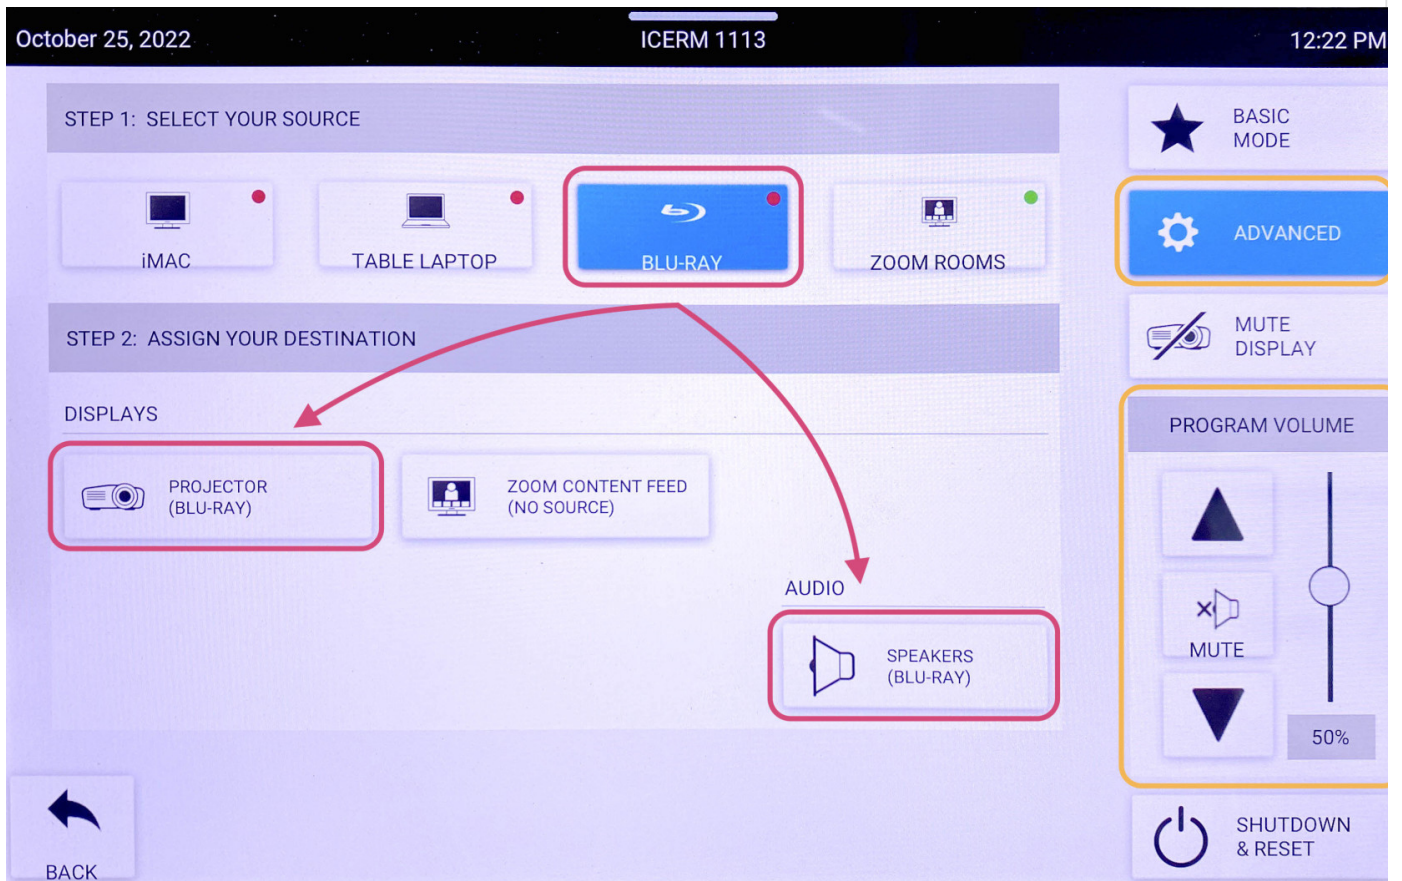 October 25, 2022
ICERM 1113
12:22 PM
STEP 1: SELECT YOUR SOURCE
iMAC
TABLE LAPTOP
BLU-RAY
ZOOM ROOMS
STEP 2: ASSIGN YOUR DESTINATION
DISPLAYS
PROJECTOR
(BLU-RAY)
ZOOM CONTENT FEED
(NO SOURCE)
AUDIO
SPEAKERS
(BLU-RAY)
BACK
BASIC
MODE
ADVANCED
MUTE
DISPLAY
PROGRAM VOLUME
MUTE
50%
SHUTDOWN
& RESET